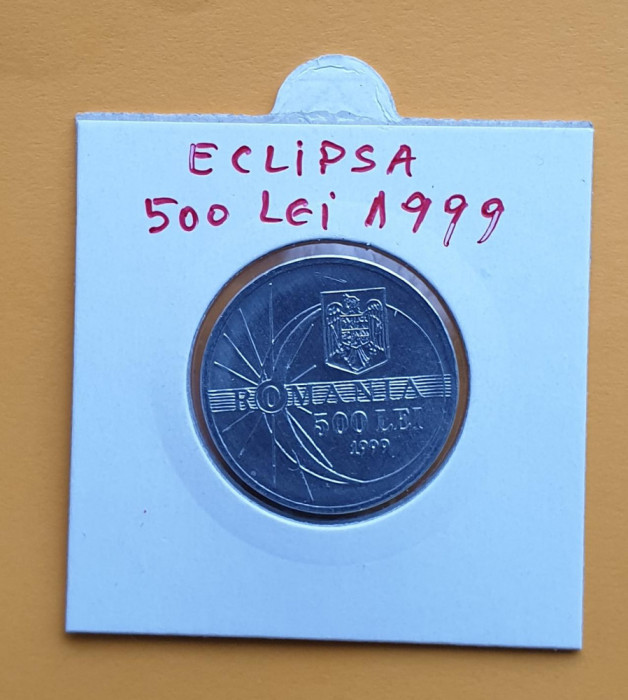 ECLiPSA
500 LEi 1999
ROMANIA
500 LEI
1999